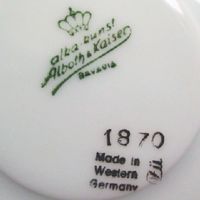 alba-kunst
Alboth & Kaiser
BAVARIA
1870
Made in
Western
Germany